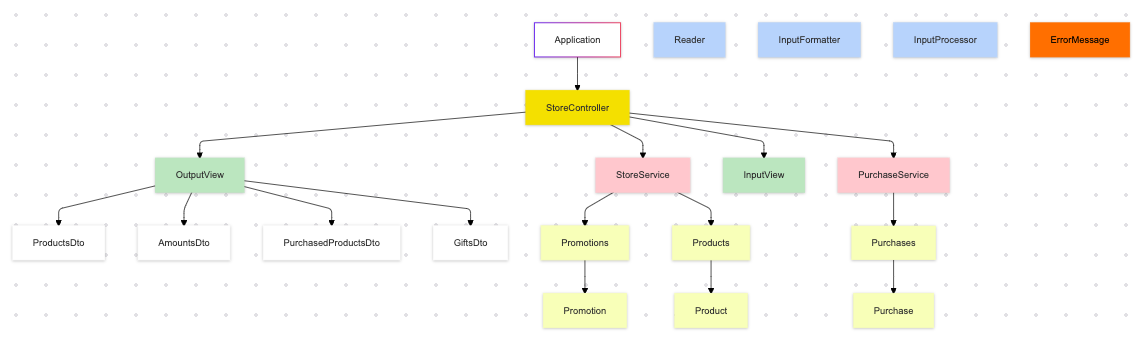 Application
Reader
InputFormatter
InputProcessor
ErrorMessage
StoreController
OutputView
StoreService
InputView
PurchaseService
ProductsDto
AmountsDto
PurchasedProductsDto
GiftsDto
Promotions
Products
Purchases
Promotion
Product
Purchase